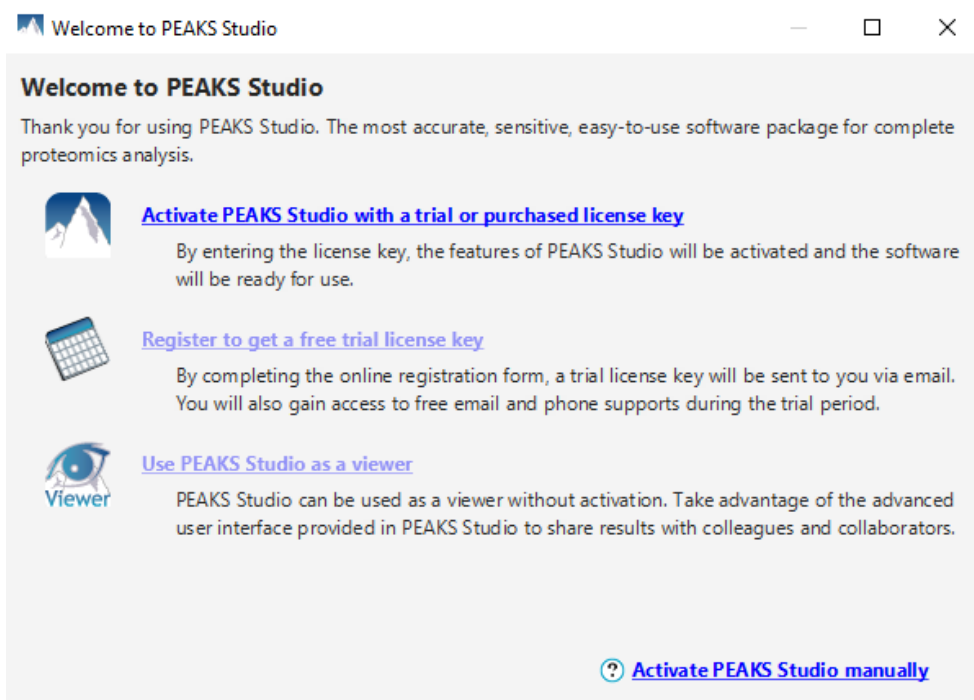 Welcome to PEAKS Studio
Welcome to PEAKS Studio
Thank you for using PEAKS Studio. The most accurate, sensitive, easy-to-use software package for complete
proteomics analysis.
Activate PEAKS Studio with a trial or purchased license key
By entering the license key, the features of PEAKS Studio will be activated and the software
will be ready for use.
Register to get a free trial license key
By completing the online registration form, a trial license key will be sent to you via email.
You will also gain access to free email and phone supports during the trial period.
Use PEAKS Studio as a viewer
Viewer
PEAKS Studio can be used as a viewer without activation. Take advantage of the advanced
user interface provided in PEAKS Studio to share results with colleagues and collaborators.
? Activate PEAKS Studio manually